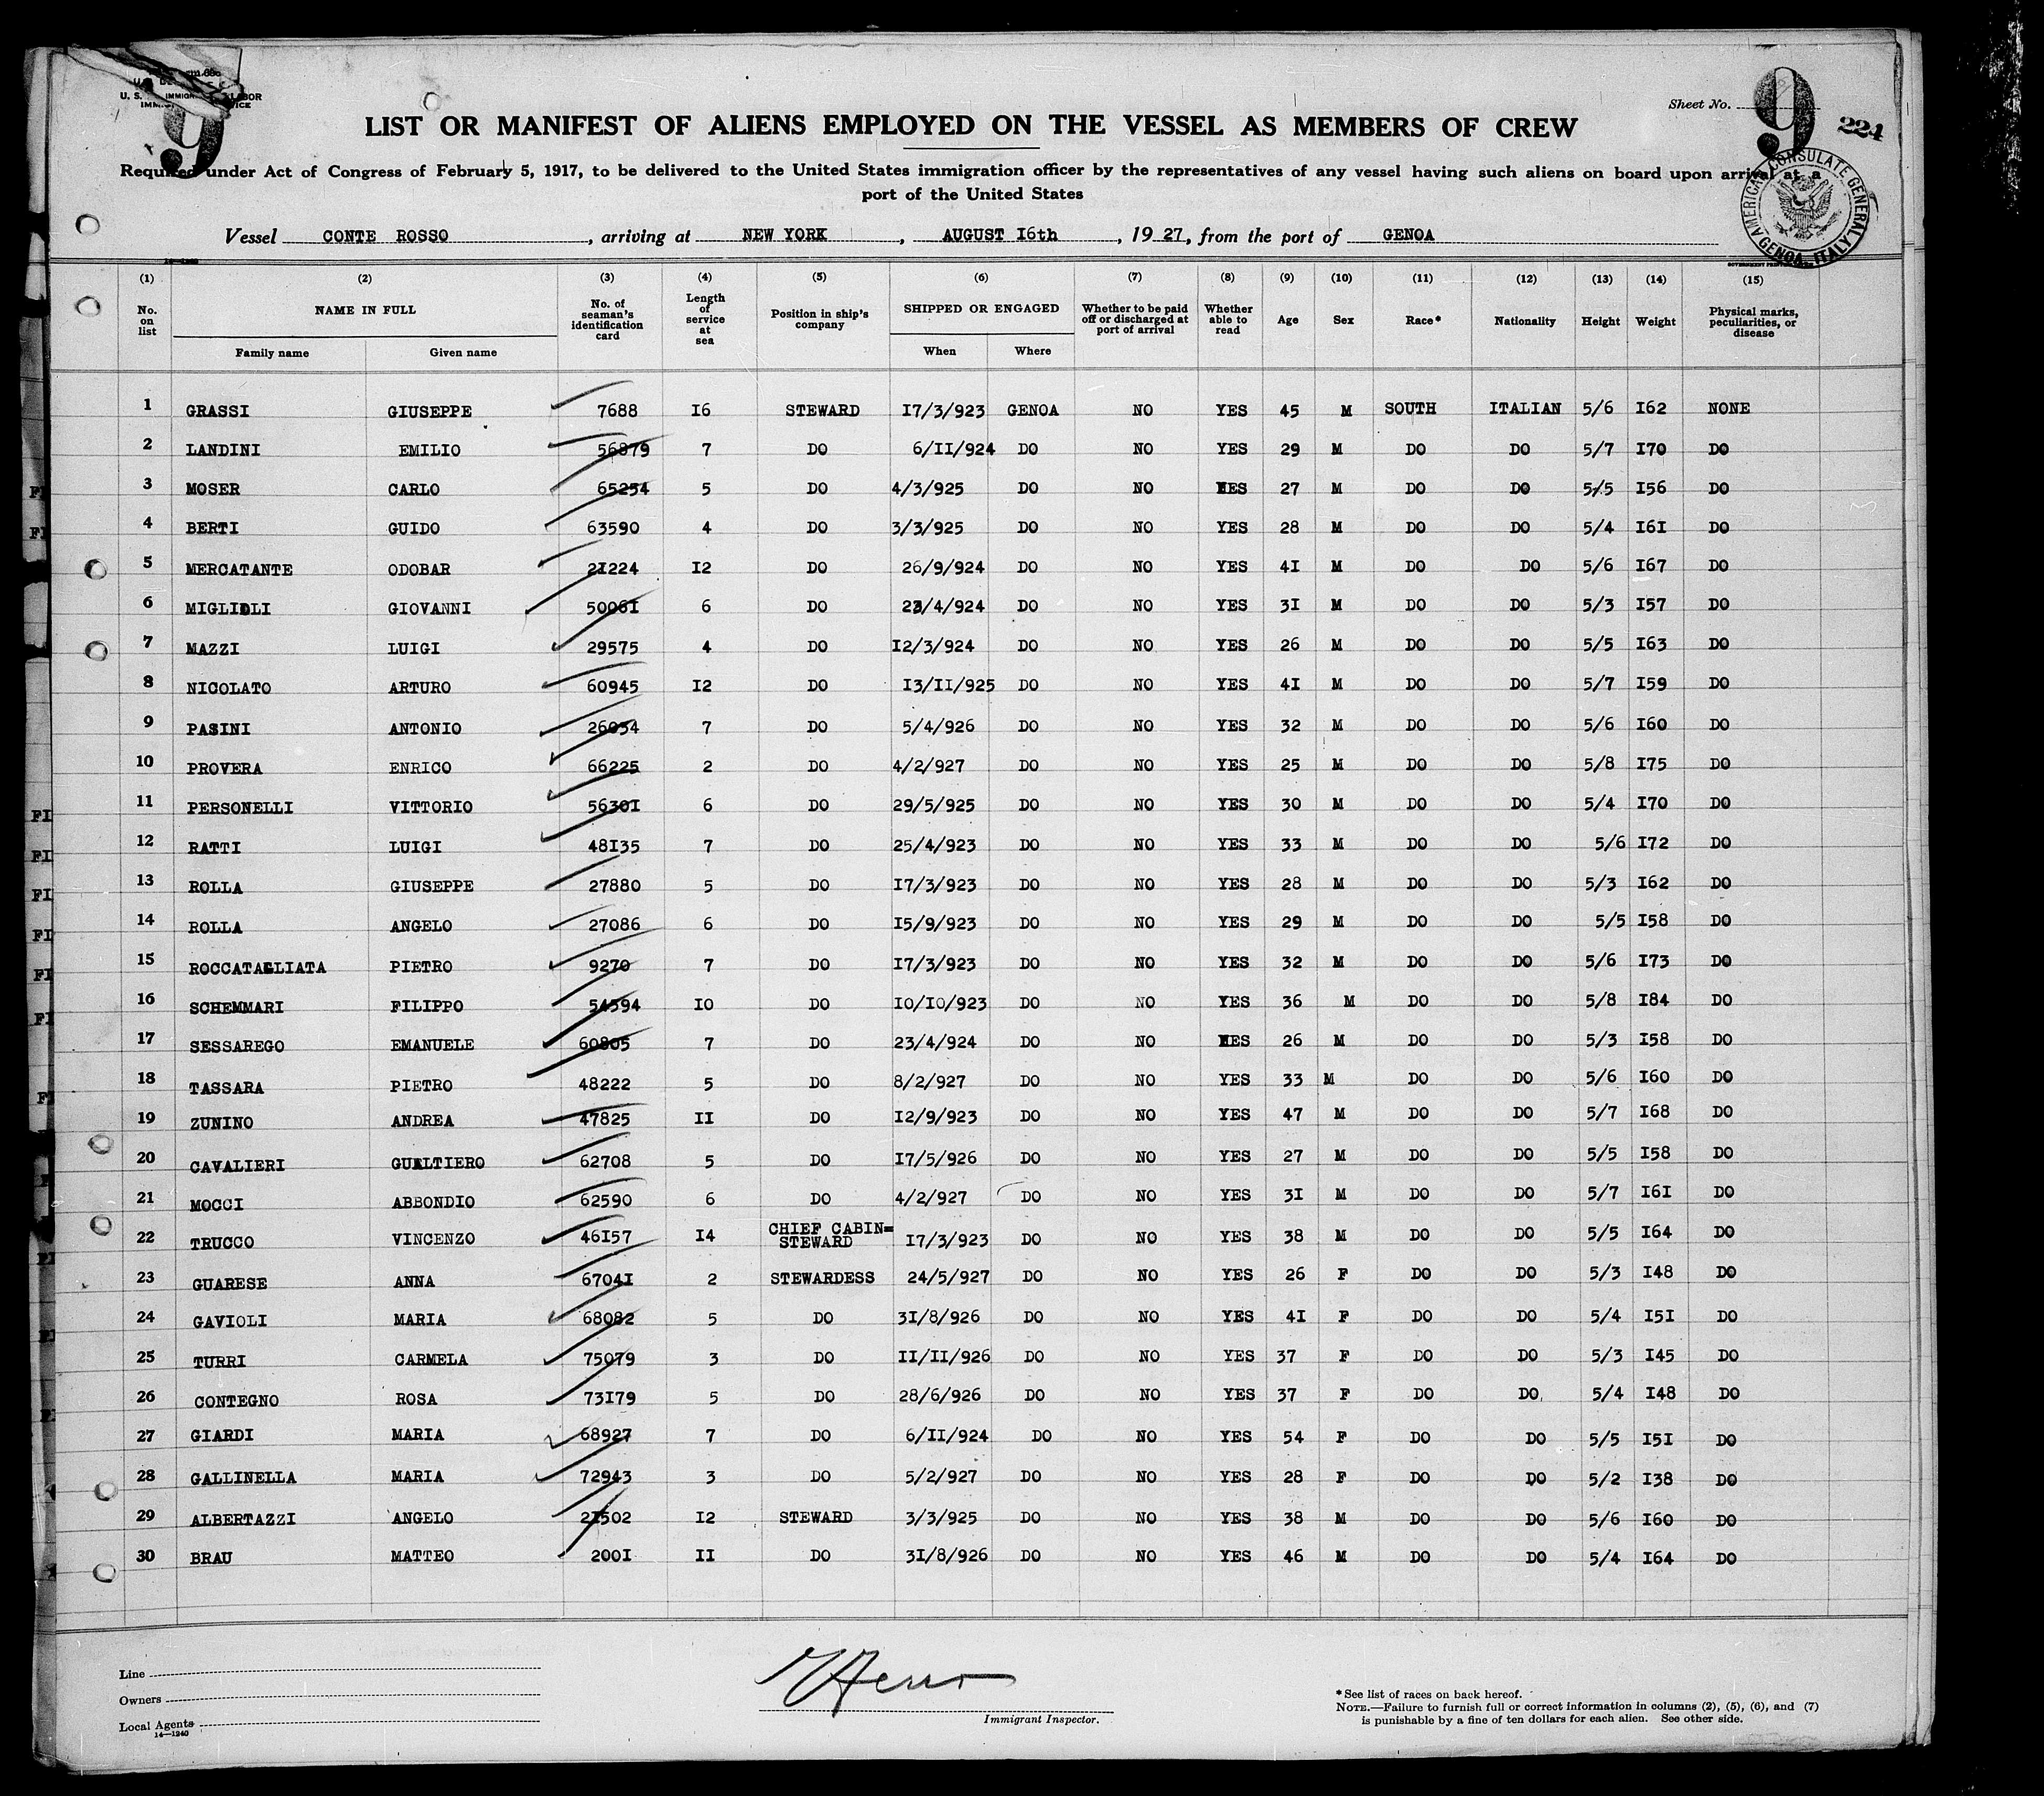 9
9
224
U. S.
LABOR
Sheet No.
LIST OR MANIFEST OF ALIENS EMPLOYED ON THE VESSEL AS MEMBERS OF CREW
Required under Act of Congress of February 5, 1917, to be delivered to the United States immigration officer by the representatives of any vessel having such aliens on board upon arrival at a
port of the United States
AMERICAN CONSULATE GENERAL GENOA, ITALY
Vessel CONTE ROSSO , arriving at NEW YORK , AUGUST I6th , 19 27, from the port of GENOA
(1) (2) (3) (4) (5) (6) (7) (8) (9) (10) (11) (12) (13) (14) (15)
No. on list NAME IN FULL Family name Given name No. of seaman's identification card Length of service at sea Position in ship's company SHIPPED OR ENGAGED When Where Whether to be paid off or discharged at port of arrival Whether able to read Age Sex Race* Nationality Height Weight Physical marks, peculiarities, or disease
1 GRASSI GIUSEPPE 7688 I6 STEWARD I7/3/923 GENOA NO YES 45 M SOUTH ITALIAN 5/6 I62 NONE
2 LANDINI EMILIO 56879 7 DO 6/II/924 DO NO YES 29 M DO DO 5/7 I70 DO
3 MOSER CARLO 65254 5 DO 4/3/925 DO NO YES 27 M DO DO 5/5 I56 DO
4 BERTI GUIDO 63590 4 DO 3/3/925 DO NO YES 28 M DO DO 5/4 I6I DO
5 MERCATANTE ODOBAR 2I224 I2 DO 26/9/924 DO NO YES 4I M DO DO 5/6 I67 DO
6 MIGLIOLI GIOVANNI 5006I 6 DO 23/4/924 DO NO YES 3I M DO DO 5/3 I57 DO
7 MAZZI LUIGI 29575 4 DO I2/3/924 DO NO YES 26 M DO DO 5/5 I63 DO
8 NICOLATO ARTURO 60945 I2 DO I3/II/925 DO NO YES 4I M DO DO 5/7 I59 DO
9 PASINI ANTONIO 26034 7 DO 5/4/926 DO NO YES 32 M DO DO 5/6 I60 DO
10 PROVERA ENRICO 66225 2 DO 4/2/927 DO NO YES 25 M DO DO 5/8 I75 DO
11 PERSONELLI VITTORIO 5630I 6 DO 29/5/925 DO NO YES 30 M DO DO 5/4 I70 DO
12 RATTI LUIGI 48I35 7 DO 25/4/923 DO NO YES 33 M DO DO 5/6 I72 DO
13 ROLLA GIUSEPPE 27880 5 DO I7/3/923 DO NO YES 28 M DO DO 5/3 I62 DO
14 ROLLA ANGELO 27086 6 DO I5/9/923 DO NO YES 29 M DO DO 5/5 I58 DO
15 ROCCATAGLIATA PIETRO 9270 7 DO I7/3/923 DO NO YES 32 M DO DO 5/6 I73 DO
16 SCHEMMARI FILIPPO 54594 I0 DO I0/I0/923 DO NO YES 36 M DO DO 5/8 I84 DO
17 SESSAREGO EMANUELE 60805 7 DO 23/4/924 DO NO YES 26 M DO DO 5/3 I58 DO
18 TASSARA PIETRO 48222 5 DO 8/2/927 DO NO YES 33 M DO DO 5/6 I60 DO
19 ZUNINO ANDREA 47825 II DO I2/9/923 DO NO YES 47 M DO DO 5/7 I68 DO
20 CAVALIERI GUALTIERO 62708 5 DO I7/5/926 DO NO YES 27 M DO DO 5/5 I58 DO
21 MOCCI ABBONDIO 62590 6 DO 4/2/927 DO NO YES 3I M DO DO 5/7 I6I DO
22 TRUCCO VINCENZO 46I57 I4 CHIEF CABIN= STEWARD I7/3/923 DO NO YES 38 M DO DO 5/5 I64 DO
23 GUARESE ANNA 6704I 2 STEWARDESS 24/5/927 DO NO YES 26 F DO DO 5/3 I48 DO
24 GAVIOLI MARIA 68082 5 DO 3I/8/926 DO NO YES 4I F DO DO 5/4 I5I DO
25 TURRI CARMELA 75079 3 DO II/II/926 DO NO YES 37 F DO DO 5/3 I45 DO
26 CONTEGNO ROSA 73I79 5 DO 28/6/926 DO NO YES 37 F DO DO 5/4 I48 DO
27 GIARDI MARIA 68927 7 DO 6/II/924 DO NO YES 54 F DO DO 5/5 I5I DO
28 GALLINELLA MARIA 72943 3 DO 5/2/927 DO NO YES 28 F DO DO 5/2 I38 DO
29 ALBERTAZZI ANGELO 2I502 I2 STEWARD 3/3/925 DO NO YES 38 M DO DO 5/6 I60 DO
30 BRAU MATTEO 200I II DO 3I/8/926 DO NO YES 46 M DO DO 5/4 I64 DO
Line
Owners
Local Agents
14—1240
Immigrant Inspector.
* See list of races on back hereof.
NOTE.—Failure to furnish full or correct information in columns (2), (5), (6), and (7)
is punishable by a fine of ten dollars for each alien. See other side.